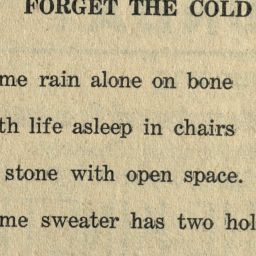 FORGET THE COLD
me rain alone on bone
th life asleep in chairs
stone with open space.
me sweater has two hol